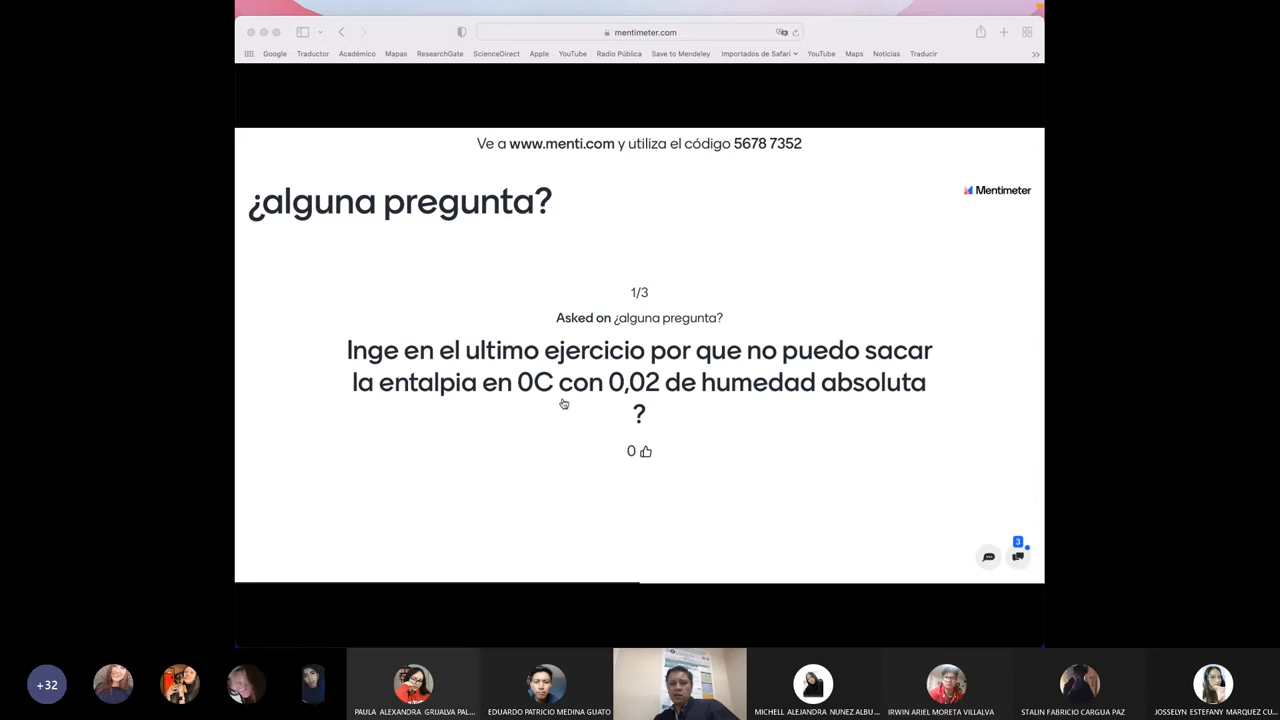 mentimeter.com
Google Traductor Académico Mapas ResearchGate ScienceDirect Apple YouTube Radio Pública Save to Mendeley Importados de Safari YouTube Maps Noticias Traducir
Ve a www.menti.com y utiliza el código 5678 7352
¿alguna pregunta?
Mentimeter
1/3
Asked on ¿alguna pregunta?
Inge en el ultimo ejercicio por que no puedo sacar
la entalpia en 0C con 0,02 de humedad absoluta
?
0
3
+32
PAULA ALEXANDRA GRIJALVA PAL...
EDUARDO PATRICIO MEDINA GUATO
MICHELL ALEJANDRA NUNEZ ALBU...
IRWIN ARIEL MORETA VILLALVA
STALIN FABRICIO CARGUA PAZ
JOSSELYN ESTEFANY MARQUEZ CU...